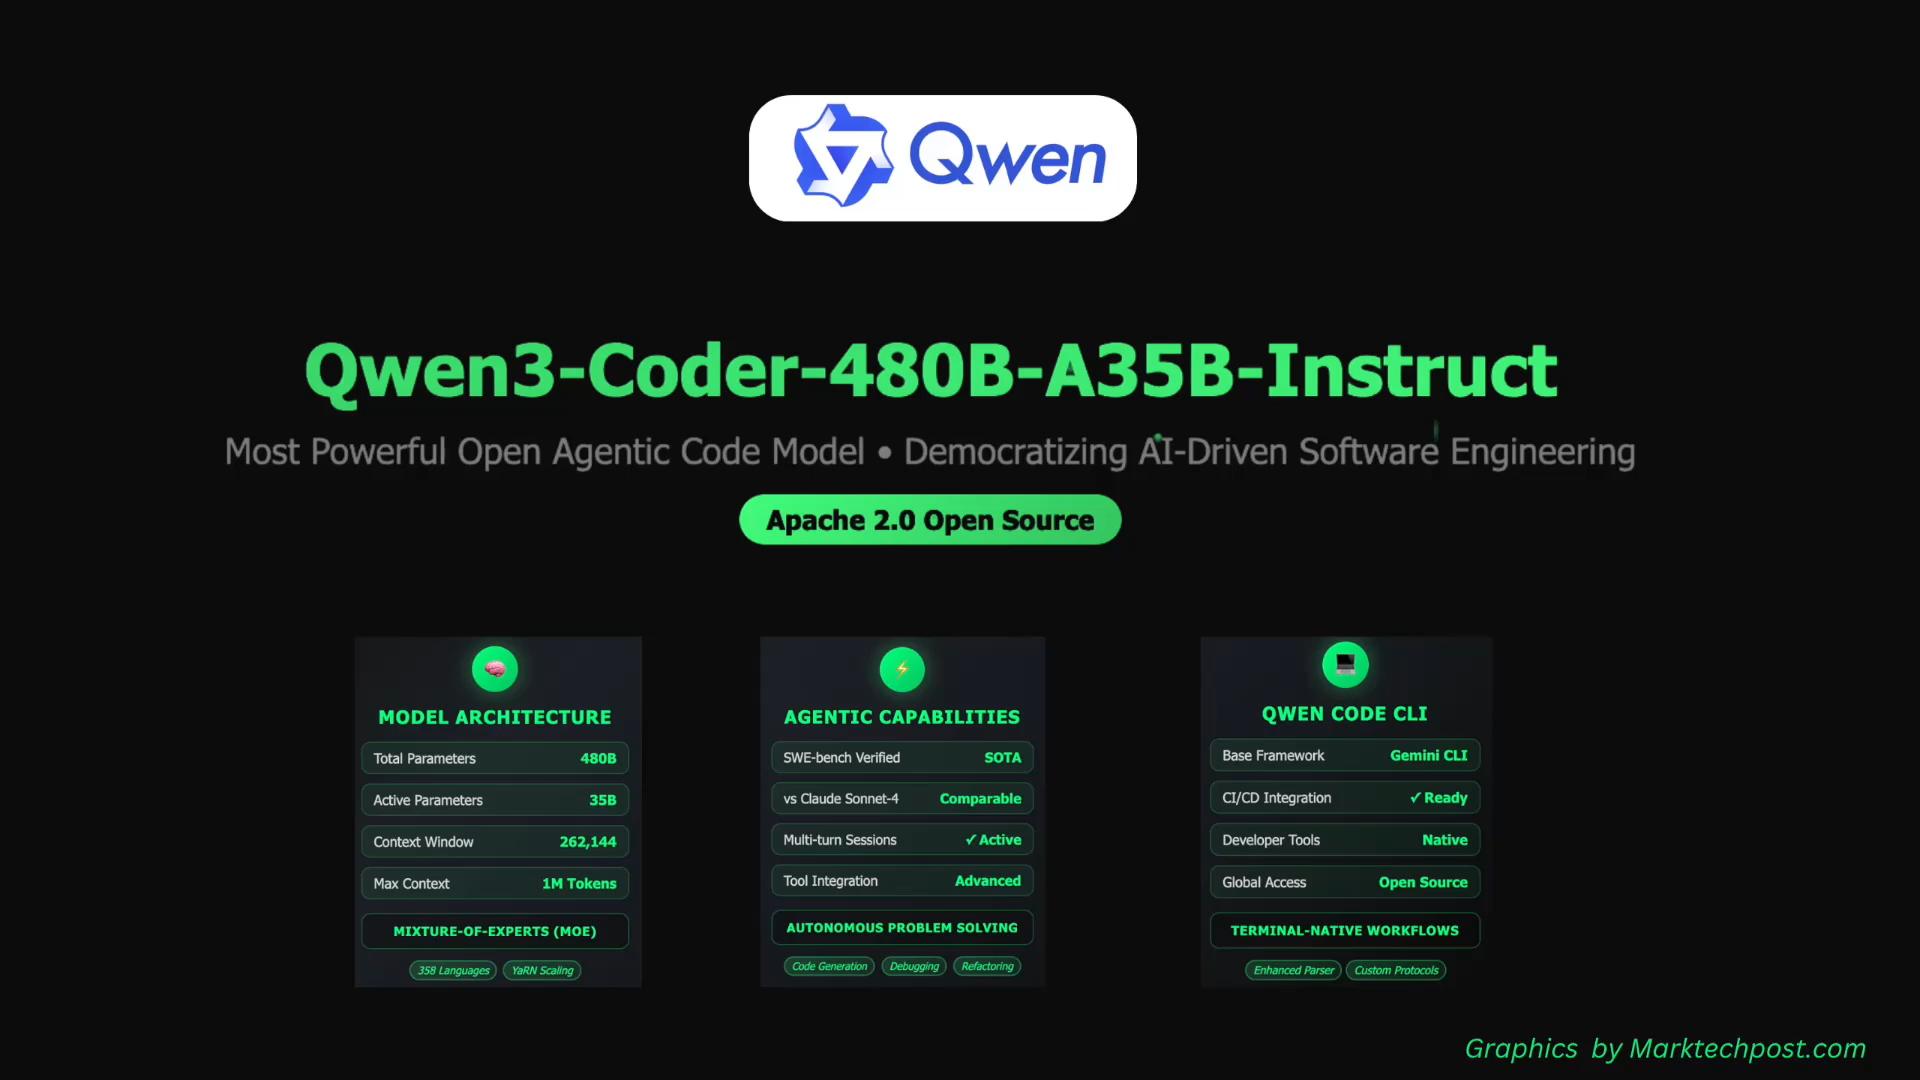 Qwen
Qwen3-Coder-480B-A35B-Instruct
Most Powerful Open Agentic Code Model • Democratizing AI-Driven Software Engineering
Apache 2.0 Open Source
MODEL ARCHITECTURE
Total Parameters 480B
Active Parameters 35B
Context Window 262,144
Max Context 1M Tokens
MIXTURE-OF-EXPERTS (MOE)
358 Languages YaRN Scaling
AGENTIC CAPABILITIES
SWE-bench Verified SOTA
vs Claude Sonnet-4 Comparable
Multi-turn Sessions ✓ Active
Tool Integration Advanced
AUTONOMOUS PROBLEM SOLVING
Code Generation Debugging Refactoring
QWEN CODE CLI
Base Framework Gemini CLI
CI/CD Integration ✓ Ready
Developer Tools Native
Global Access Open Source
TERMINAL-NATIVE WORKFLOWS
Enhanced Parser Custom Protocols
Graphics by Marktechpost.com